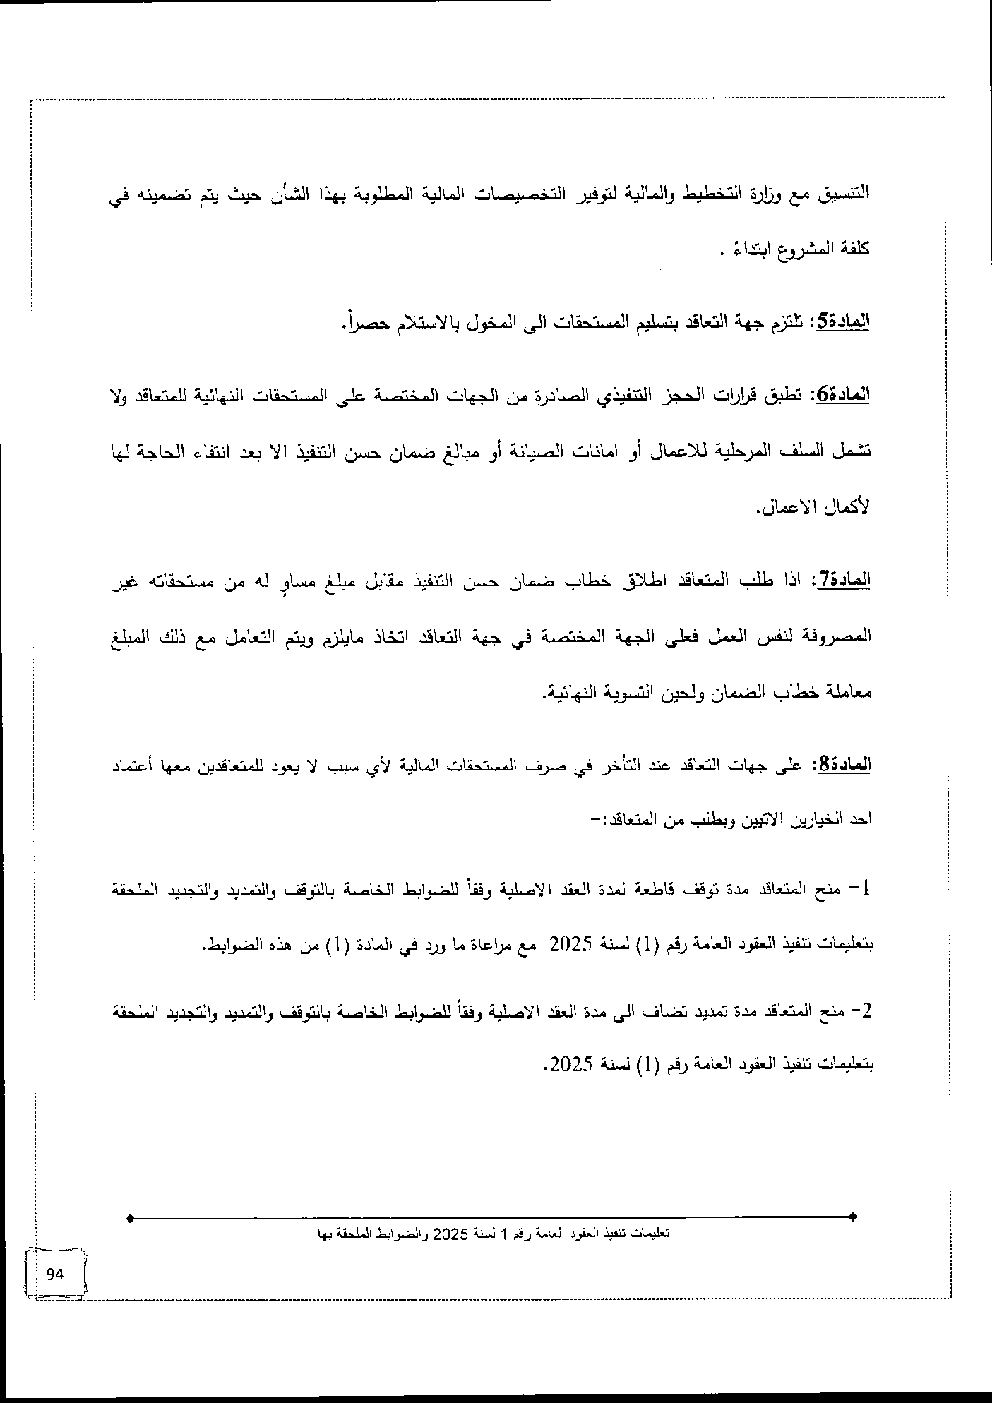 التنسيق مع وزارة التخطيط والمالية لتوفير التخصيصات المالية المطلوبة بهذا الشأن حيث يتم تضمينه في
كلفة المشروع ابتداءً .
المادة5: تلتزم جهة التعاقد بتسليم المستحقات الى المخول بالاستلام حصراً.
المادة6: تطبق قرارات الحجز التنفيذي الصادرة من الجهات المختصة على المستحقات النهائية للمتعاقد ولا
تشمل السلف المرحلية للاعمال أو امانات الصيانة أو مبالغ ضمان حسن التنفيذ الا بعد انتفاء الحاجة لها
لأكمال الاعمال.
المادة7: اذا طلب المتعاقد اطلاق خطاب ضمان حسن التنفيذ مقابل مبلغ مساوٍ له من مستحقاته غير
المصروفة لنفس العمل فعلى الجهة المختصة في جهة التعاقد اتخاذ مايلزم ويتم التعامل مع ذلك المبلغ
معاملة خطاب الضمان ولحين التسوية النهائية.
المادة8: على جهات التعاقد عند التأخر في صرف المستحقات المالية لأي سبب لا يعود للمتعاقدين معها أعتماد
احد الخيارين الاتيين وبطلب من المتعاقد:-
1- منح المتعاقد مدة توقف قاطعة لمدة العقد الاصلية وفقاً للضوابط الخاصة بالتوقف والتمديد والتجديد الملحقة
بتعليمات تنفيذ العقود العامة رقم (1) لسنة 2025 مع مراعاة ما ورد في المادة (1) من هذه الضوابط.
2- منح المتعاقد مدة تمديد تضاف الى مدة العقد الاصلية وفقاً للضوابط الخاصة بالتوقف والتمديد والتجديد الملحقة
بتعليمات تنفيذ العقود العامة رقم (1) لسنة 2025.
تعليمات تنفيذ العقود العامة رقم 1 لسنة 2025 والضوابط الملحقة بها
94